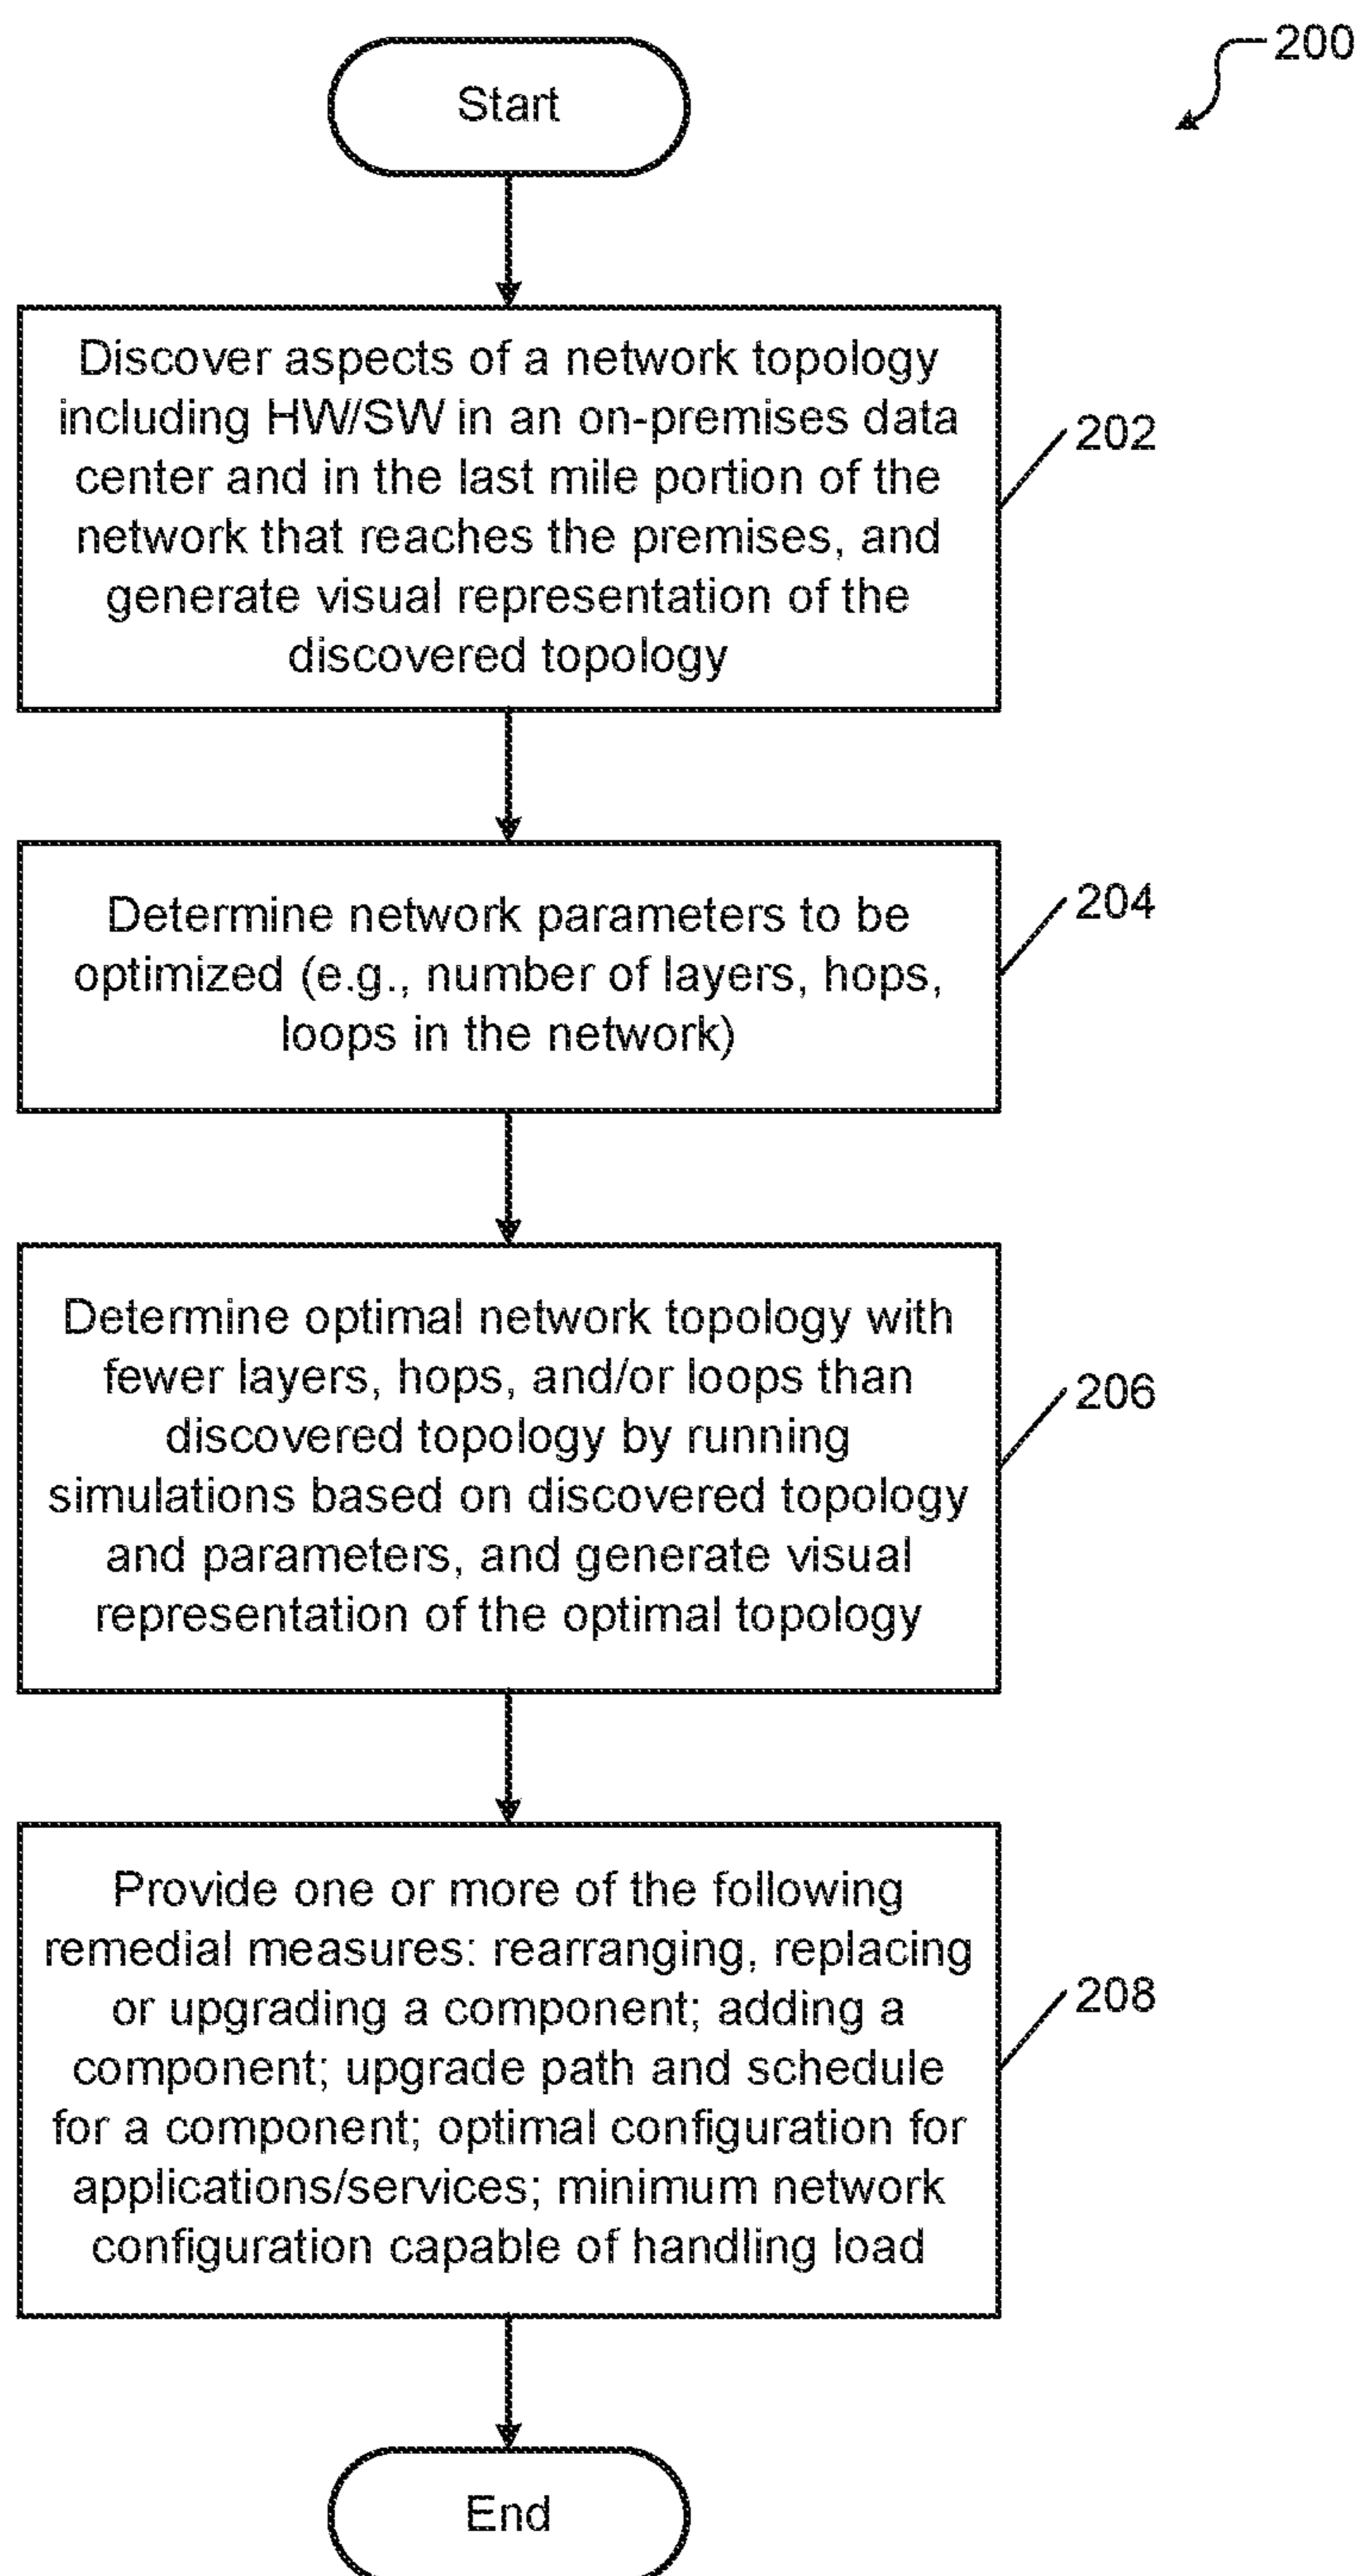 200
Start
Discover aspects of a network topology
including HW/SW in an on-premises data
center and in the last mile portion of the
network that reaches the premises, and
generate visual representation of the
discovered topology
202
Determine network parameters to be
optimized (e.g., number of layers, hops,
loops in the network)
204
Determine optimal network topology with
fewer layers, hops, and/or loops than
discovered topology by running
simulations based on discovered topology
and parameters, and generate visual
representation of the optimal topology
206
Provide one or more of the following
remedial measures: rearranging, replacing
or upgrading a component; adding a
component; upgrade path and schedule
for a component; optimal configuration for
applications/services; minimum network
configuration capable of handling load
208
End